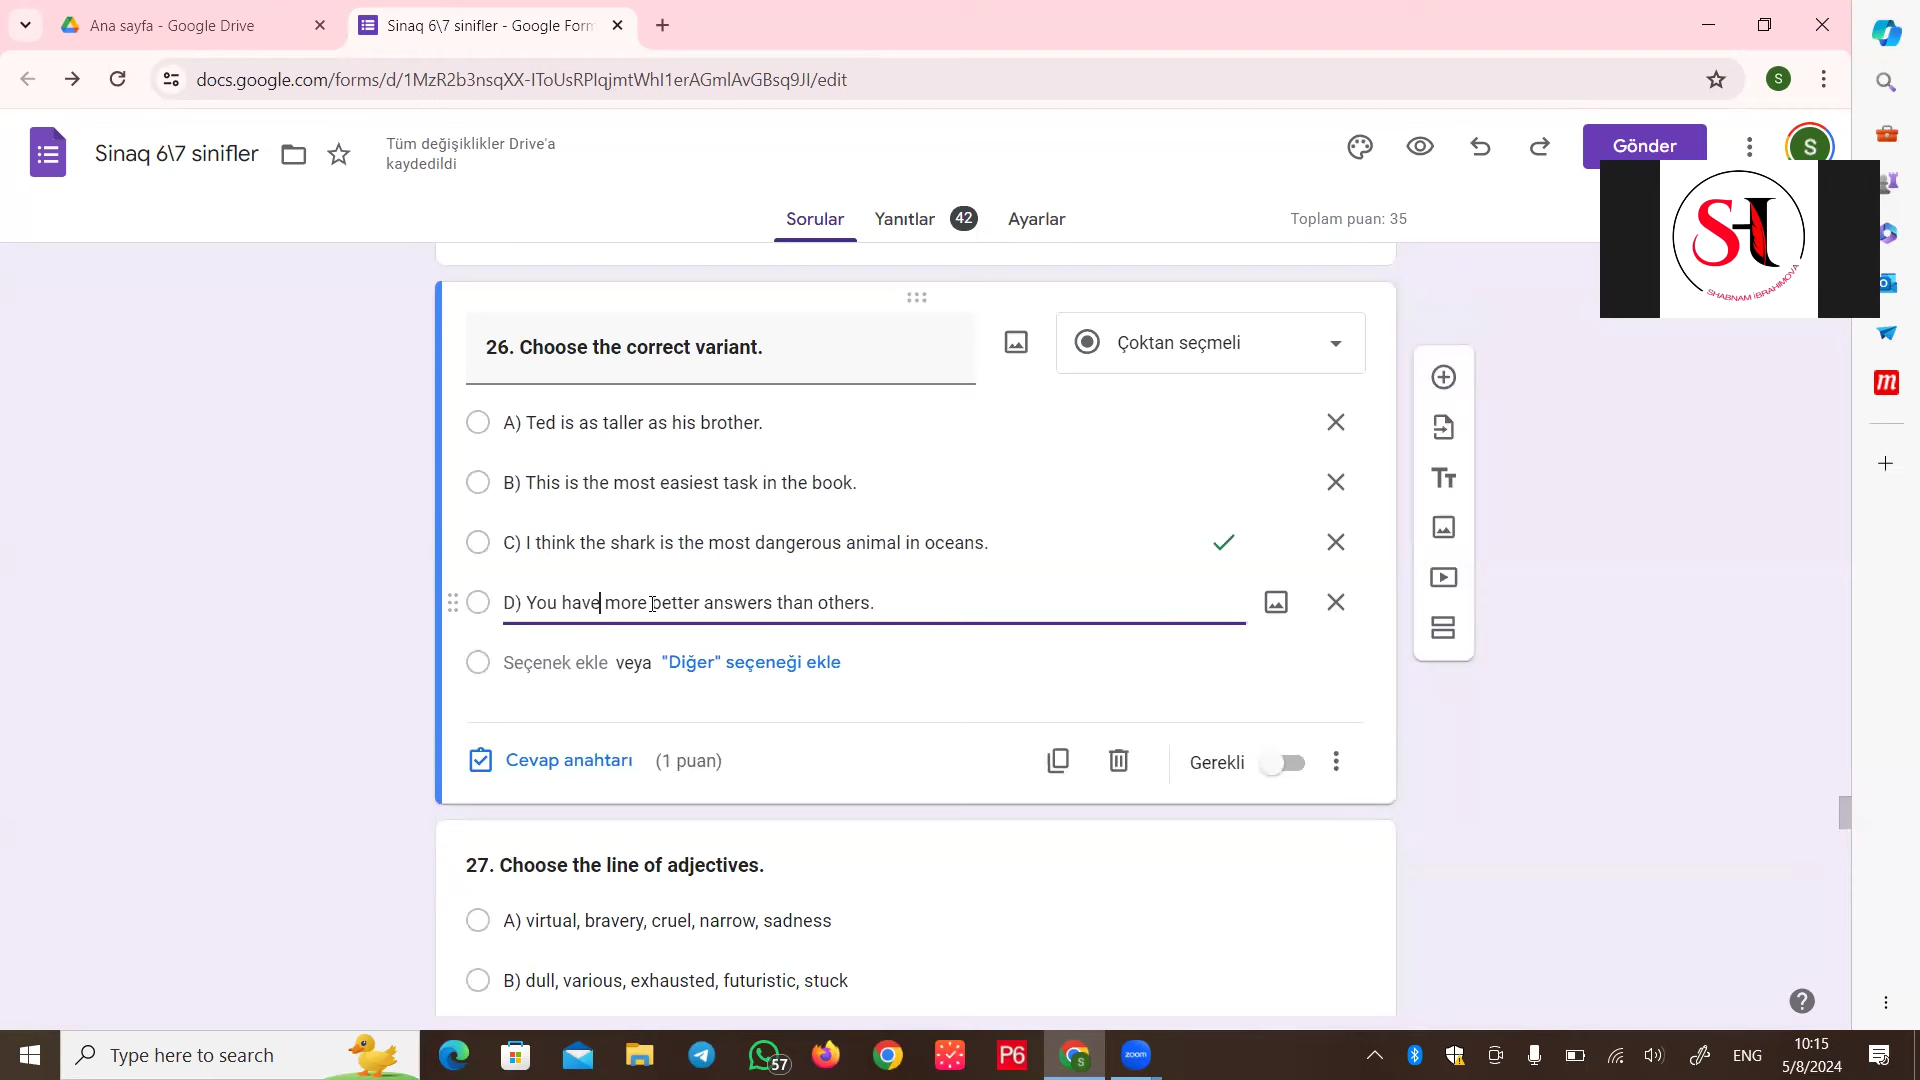 Ana sayfa - Google Drive
Sinaq 6\7 sinifler - Google Form
docs.google.com/forms/d/1MzR2b3nsqXX-IToUsRPIqjmtWhI1erAGmlAvGBsq9JI/edit
S
Sinaq 6\7 sinifler
Tüm değişiklikler Drive'a
kaydedildi
Gönder
S
Sorular
Yanıtlar 42
Ayarlar
Toplam puan: 35
SHI
SHABNAM İBRAHIMOVA
26. Choose the correct variant.
Çoktan seçmeli
A) Ted is as taller as his brother.
B) This is the most easiest task in the book.
C) I think the shark is the most dangerous animal in oceans.
D) You have more better answers than others.
Seçenek ekle veya "Diğer" seçeneği ekle
Cevap anahtarı (1 puan)
Gerekli
27. Choose the line of adjectives.
A) virtual, bravery, cruel, narrow, sadness
B) dull, various, exhausted, futuristic, stuck
Type here to search
57
P6
zoom
ENG
10:15
5/8/2024